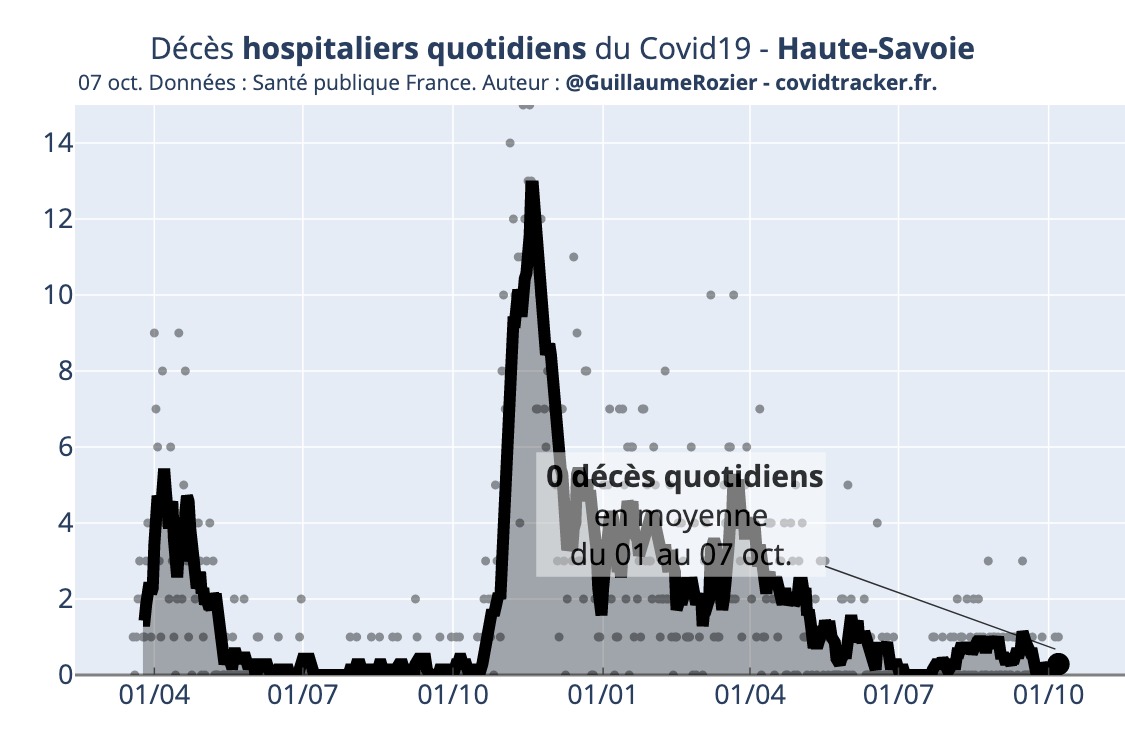 Décès hospitaliers quotidiens du Covid19 - Haute-Savoie
07 oct. Données : Santé publique France. Auteur : @GuillaumeRozier - covidtracker.fr.
14
12
10
8
6
4
2
0
0 décès quotidiens
en moyenne
du 01 au 07 oct.
01/04 01/07 01/10 01/01 01/04 01/07 01/10